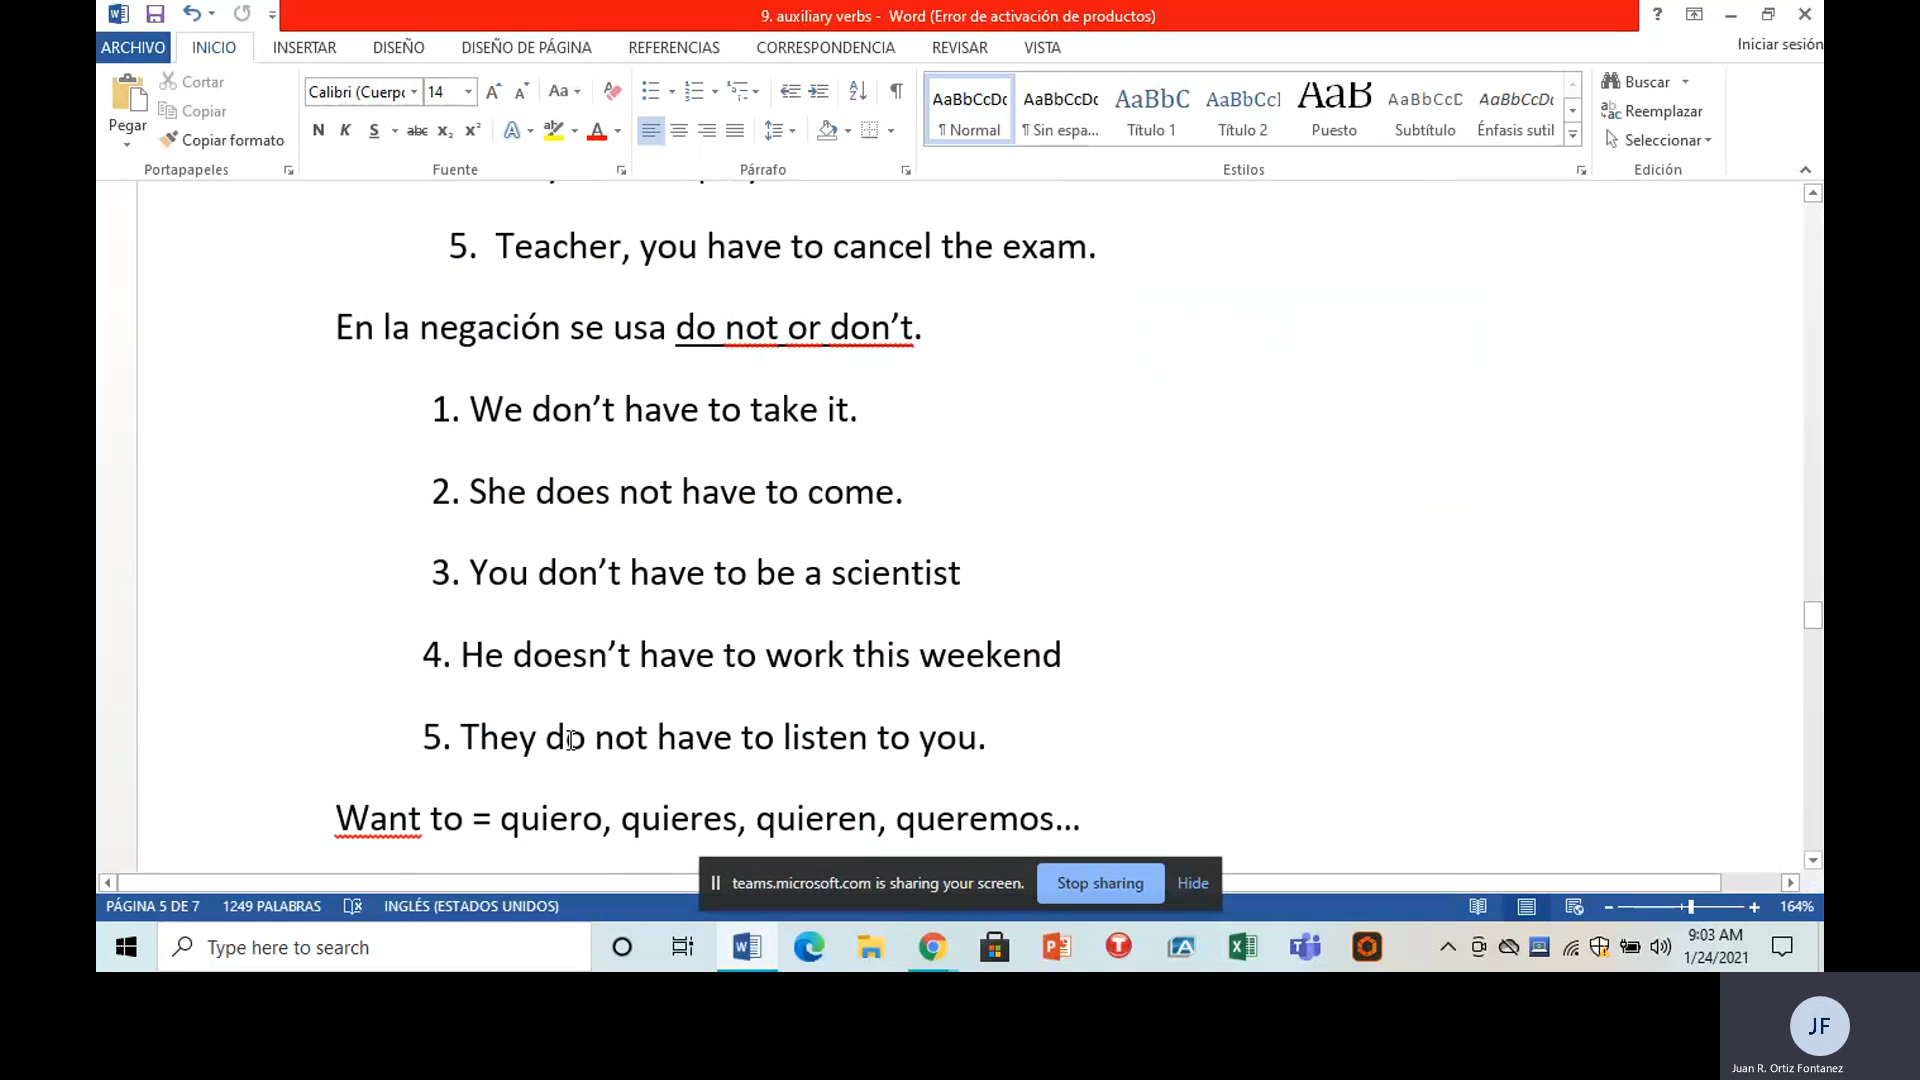 9. auxiliary verbs - Word (Error de activación de productos)
ARCHIVO INICIO INSERTAR DISEÑO DISEÑO DE PÁGINA REFERENCIAS CORRESPONDENCIA REVISAR VISTA Iniciar sesión
Pegar
Cortar
Copiar
Copiar formato
Portapapeles
Calibri (Cuerpo 14
N K S abc x₂ x²
Fuente
Párrafo
AaBbCcDc AaBbCcDc AaBbC AaBbCcI AaB AaBbCcD AaBbCcDc
¶ Normal ¶ Sin espa... Título 1 Título 2 Puesto Subtítulo Énfasis sutil
Estilos
Buscar
Reemplazar
Seleccionar
Edición
5. Teacher, you have to cancel the exam.
En la negación se usa do not or don’t.
1. We don’t have to take it.
2. She does not have to come.
3. You don’t have to be a scientist
4. He doesn’t have to work this weekend
5. They do not have to listen to you.
Want to = quiero, quieres, quieren, queremos...
teams.microsoft.com is sharing your screen. Stop sharing Hide
PÁGINA 5 DE 7 1249 PALABRAS INGLÉS (ESTADOS UNIDOS) 164%
Type here to search
9:03 AM
1/24/2021
JF
Juan R. Ortiz Fontanez